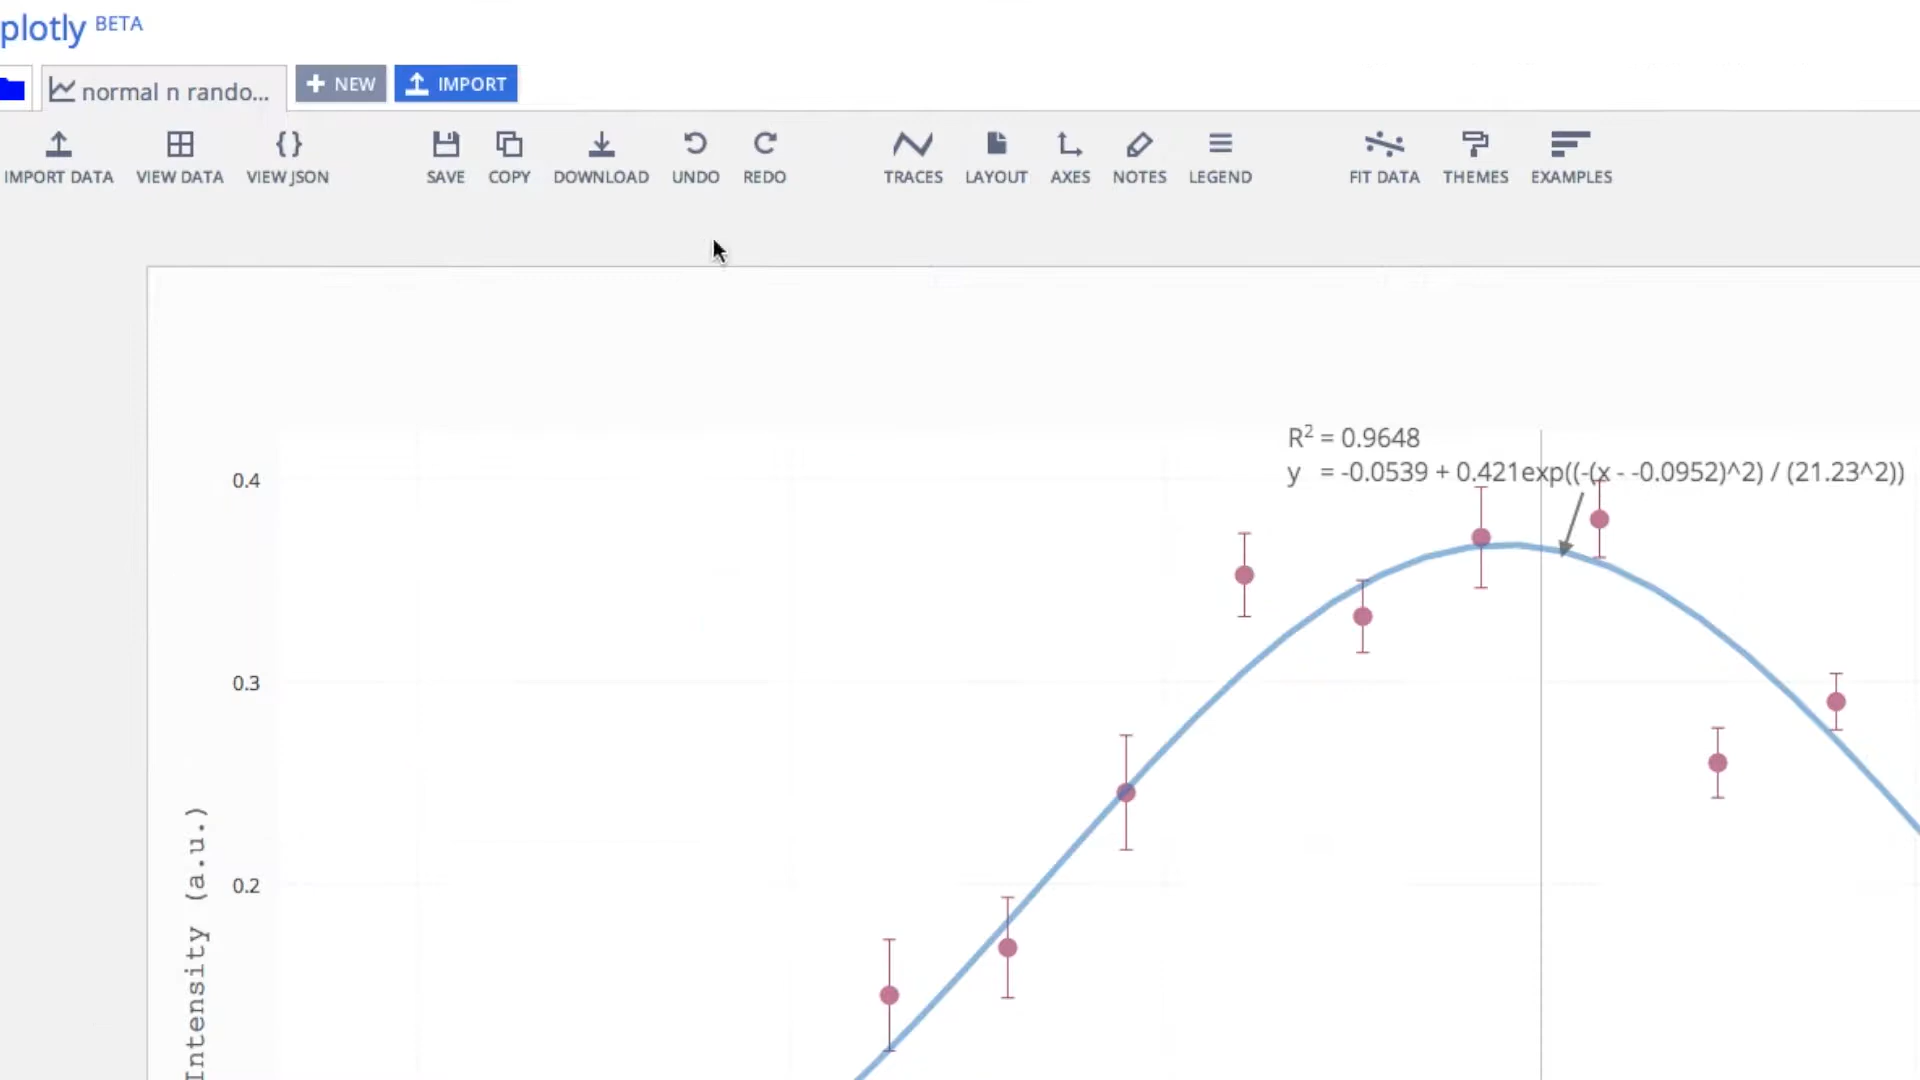 plotly BETA
normal n rando...
+ NEW
IMPORT
IMPORT DATA
VIEW DATA
VIEW JSON
SAVE
COPY
DOWNLOAD
UNDO
REDO
TRACES
LAYOUT
AXES
NOTES
LEGEND
FIT DATA
THEMES
EXAMPLES
R² = 0.9648
y = -0.0539 + 0.421exp((-(x - -0.0952)^2) / (21.23^2))
0.4
0.3
0.2
Intensity (a.u.)